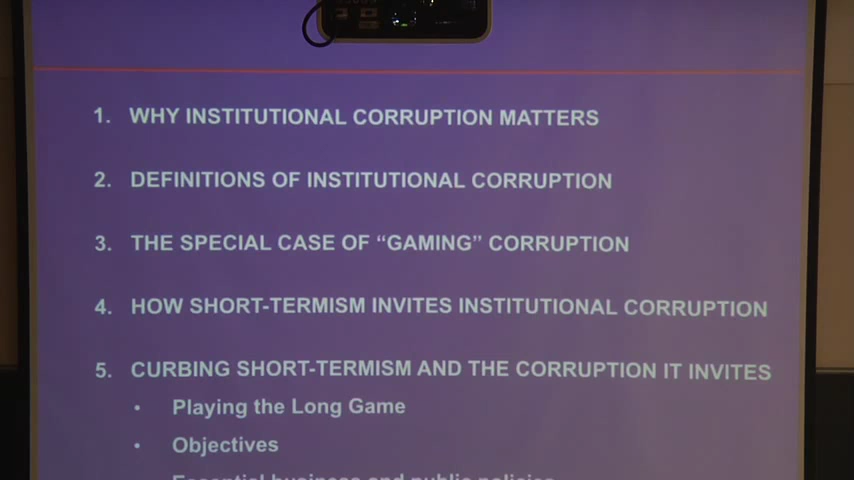 1. WHY INSTITUTIONAL CORRUPTION MATTERS
2. DEFINITIONS OF INSTITUTIONAL CORRUPTION
3. THE SPECIAL CASE OF “GAMING” CORRUPTION
4. HOW SHORT-TERMISM INVITES INSTITUTIONAL CORRUPTION
5. CURBING SHORT-TERMISM AND THE CORRUPTION IT INVITES
• Playing the Long Game
• Objectives
Essential business and public policies